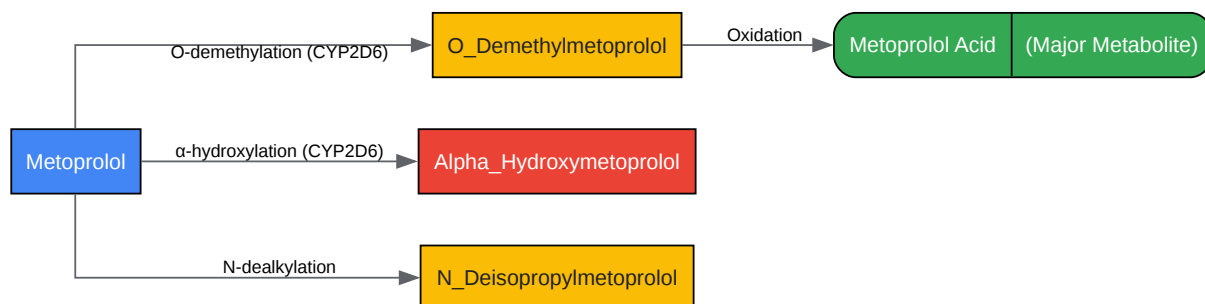 O-demethylation (CYP2D6)
O_Demethylmetoprolol
Oxidation
Metoprolol Acid
(Major Metabolite)
Metoprolol
α-hydroxylation (CYP2D6)
Alpha_Hydroxymetoprolol
N-dealkylation
N_Deisopropylmetoprolol